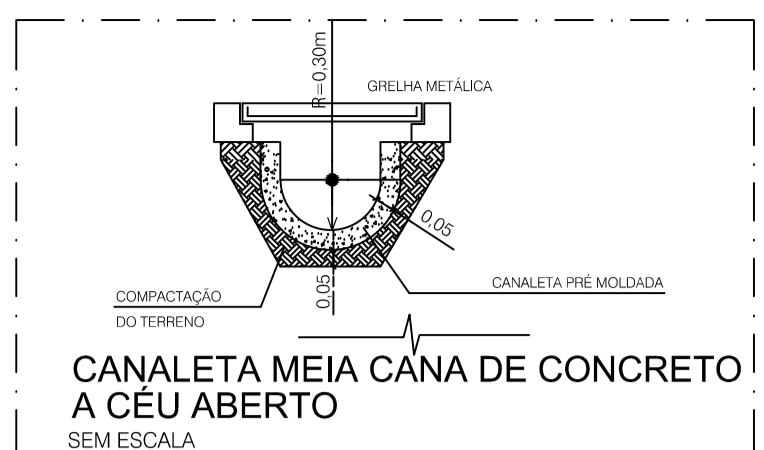 R=0,30m
GRELHA METÁLICA
0,05
0,05
CANALETA PRÉ MOLDADA
COMPACTAÇÃO
DO TERRENO
CANALETA MEIA CANA DE CONCRETO
A CÉU ABERTO
SEM ESCALA